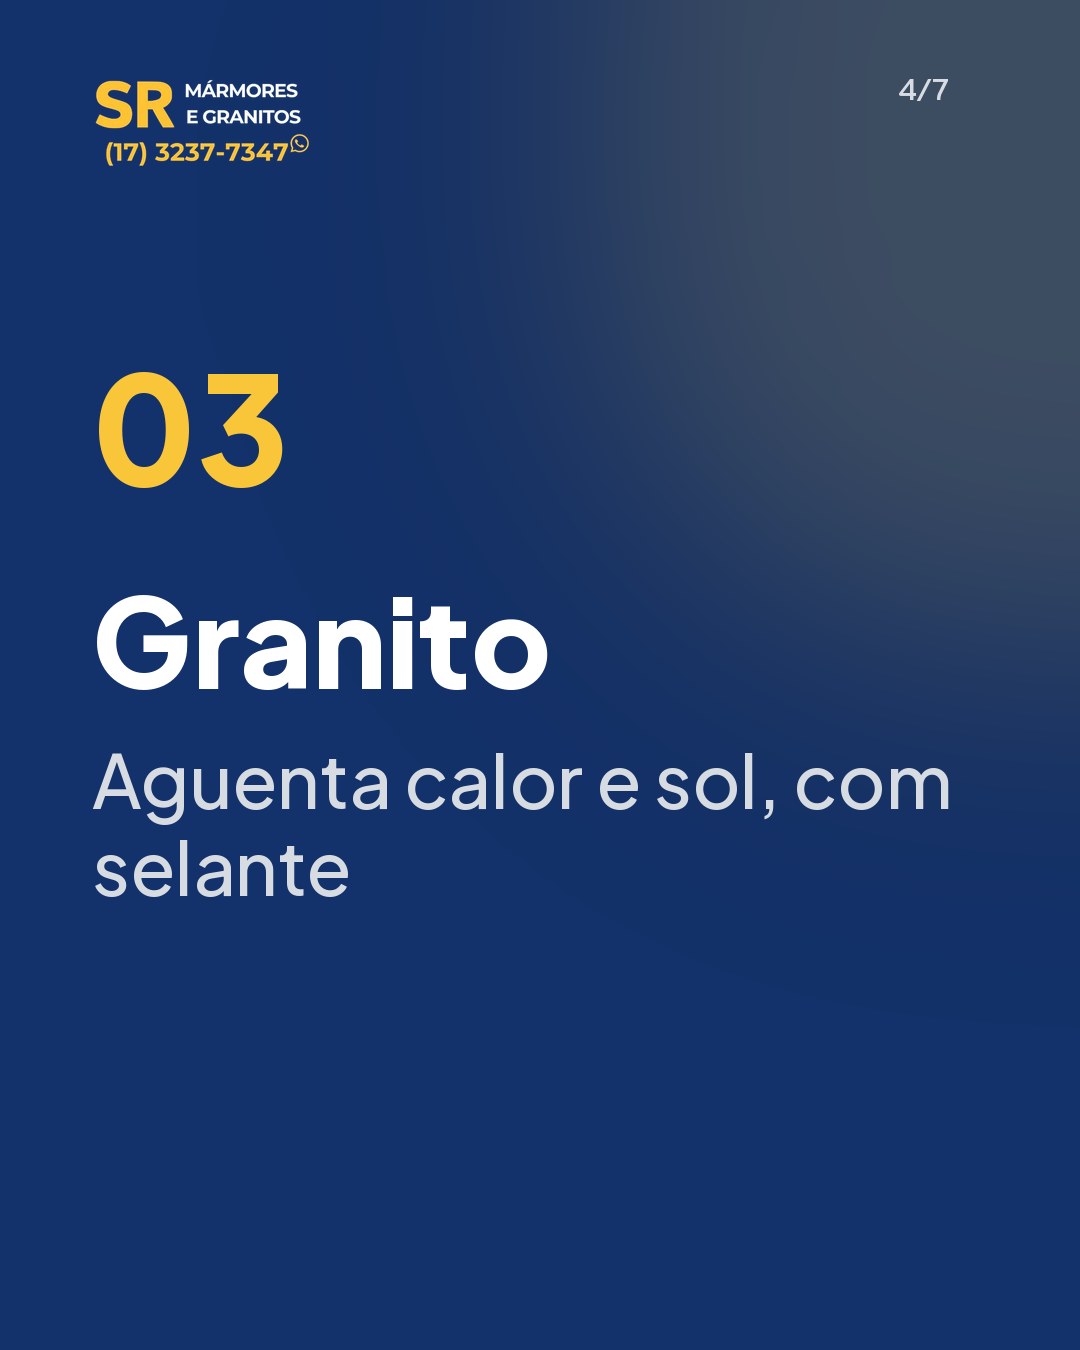 SR MÁRMORES
E GRANITOS
(17) 3237-7347
4/7
03
Granito
Aguenta calor e sol, com
selante